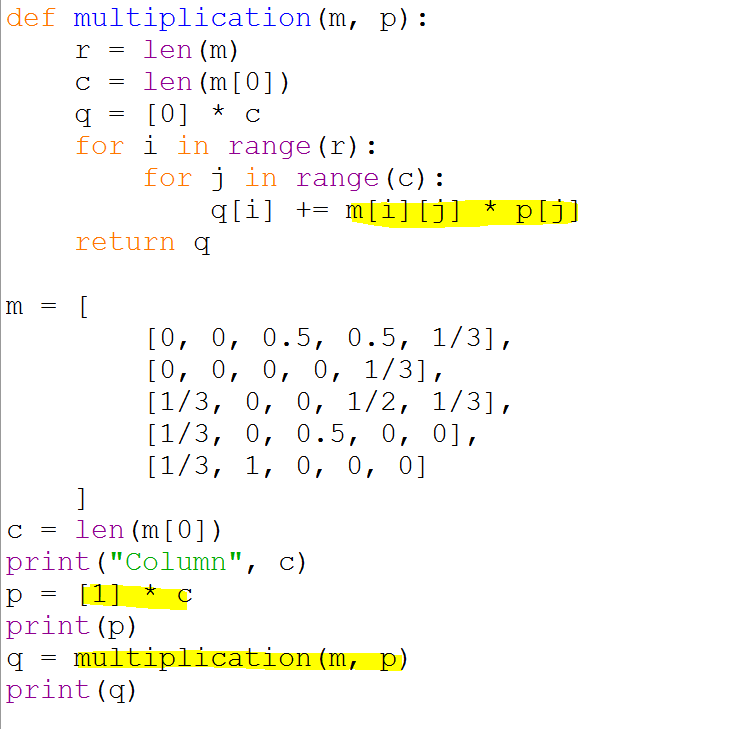 def multiplication(m, p):
    r = len(m)
    c = len(m[0])
    q = [0] * c
    for i in range(r):
        for j in range(c):
            q[i] += m[i][j] * p[j]
    return q

m = [
        [0, 0, 0.5, 0.5, 1/3],
        [0, 0, 0, 0, 1/3],
        [1/3, 0, 0, 1/2, 1/3],
        [1/3, 0, 0.5, 0, 0],
        [1/3, 1, 0, 0, 0]
    ]
c = len(m[0])
print("Column", c)
p = [1] * c
print(p)
q = multiplication(m, p)
print(q)